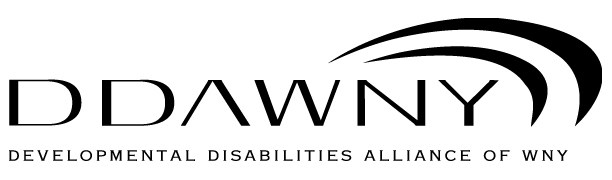 DDAWNY
DEVELOPMENTAL DISABILITIES ALLIANCE OF WNY